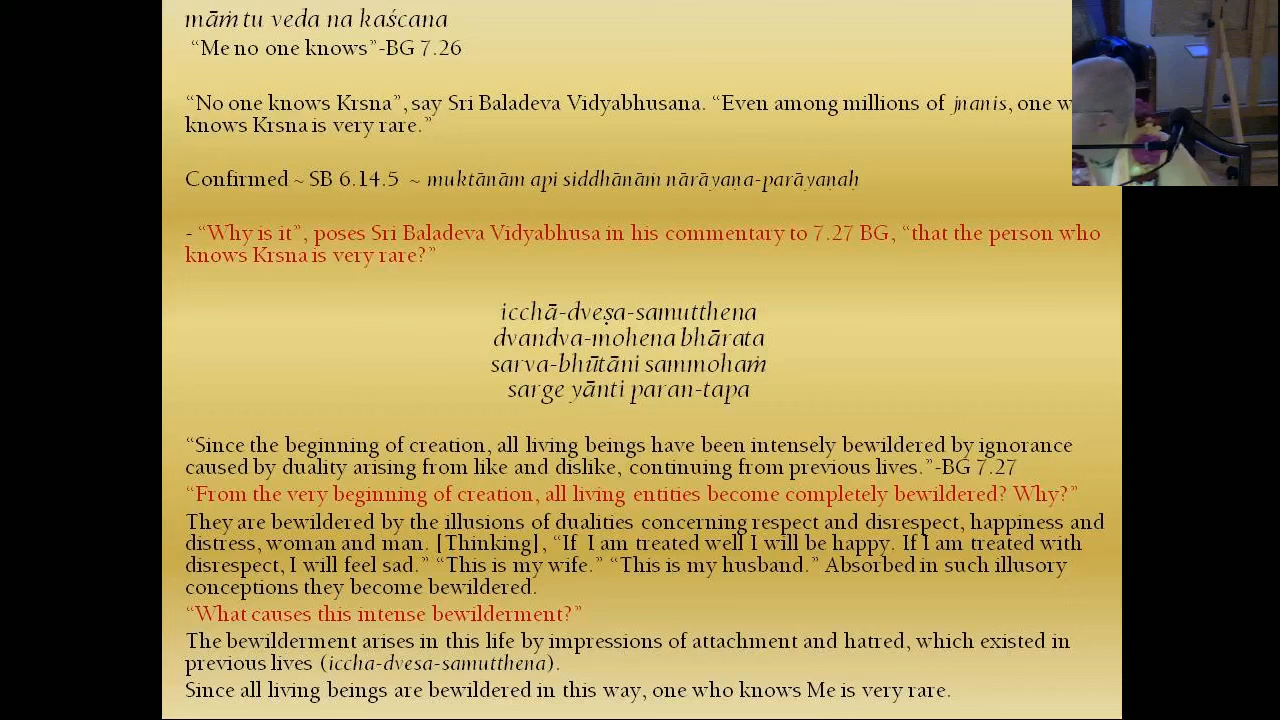 māṁ tu veda na kaścana
“Me no one knows”-BG 7.26
“No one knows Krsna”, say Sri Baladeva Vidyabhusana. “Even among millions of jnanis, one
knows Krsna is very rare.”
Confirmed ~ SB 6.14.5 ~ muktānām api siddhānāṁ nārāyaṇa-parāyaṇaḥ
- “Why is it”, poses Sri Baladeva Vidyabhusa in his commentary to 7.27 BG, “that the person who
knows Krsna is very rare?”
icchā-dveṣa-samutthena
dvandva-mohena bhārata
sarva-bhūtāni sammohaṁ
sarge yānti paran-tapa
“Since the beginning of creation, all living beings have been intensely bewildered by ignorance
caused by duality arising from like and dislike, continuing from previous lives.”-BG 7.27
“From the very beginning of creation, all living entities become completely bewildered? Why?”
They are bewildered by the illusions of dualities concerning respect and disrespect, happiness and
distress, woman and man. [Thinking], “If I am treated well I will be happy. If I am treated with
disrespect, I will feel sad.” “This is my wife.” “This is my husband.” Absorbed in such illusory
conceptions they become bewildered.
“What causes this intense bewilderment?”
The bewilderment arises in this life by impressions of attachment and hatred, which existed in
previous lives (iccha-dvesa-samutthena).
Since all living beings are bewildered in this way, one who knows Me is very rare.